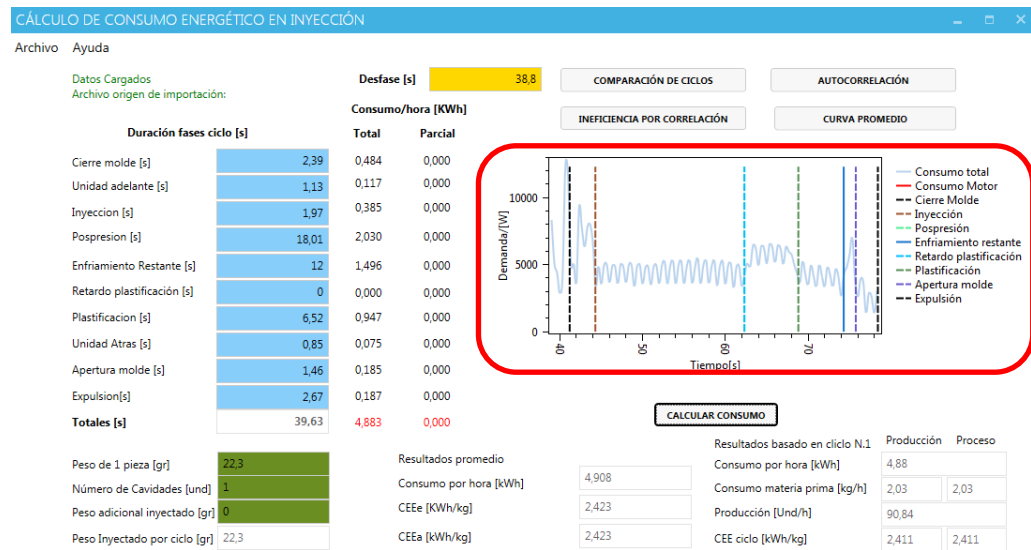 CÁLCULO DE CONSUMO ENERGÉTICO EN INYECCIÓN
Archivo Ayuda
Datos Cargados
Archivo origen de importación:
Desfase [s] 38,8
COMPARACIÓN DE CICLOS AUTOCORRELACIÓN
INEFICIENCIA POR CORRELACIÓN CURVA PROMEDIO
Consumo/hora [KWh]
Duración fases ciclo [s] Total Parcial
Cierre molde [s] 2,39 0,484 0,000
Unidad adelante [s] 1,13 0,117 0,000
Inyeccion [s] 1,97 0,385 0,000
Pospresion [s] 18,01 2,030 0,000
Enfriamiento Restante [s] 12 1,496 0,000
Retardo plastificación [s] 0 0,000 0,000
Plastificacion [s] 6,52 0,947 0,000
Unidad Atras [s] 0,85 0,075 0,000
Apertura molde [s] 1,46 0,185 0,000
Expulsion[s] 2,67 0,187 0,000
Totales [s] 39,63 4,883 0,000
Demanda/[W]
10000
5000
0
40 50 60 70
Tiempo[s]
Consumo total
Consumo Motor
Cierre Molde
Inyección
Pospresión
Enfriamiento restante
Retardo plastificación
Plastificación
Apertura molde
Expulsión
CALCULAR CONSUMO
Peso de 1 pieza [gr] 22,3
Número de Cavidades [und] 1
Peso adicional inyectado [gr] 0
Peso Inyectado por ciclo [gr] 22,3
Resultados promedio
Consumo por hora [kWh] 4,908
CEEe [KWh/kg] 2,423
CEEa [kWh/kg] 2,423
Resultados basado en cliclo N.1 Producción Proceso
Consumo por hora [kWh] 4,88
Consumo materia prima [kg/h] 2,03 2,03
Producción [Und/h] 90,84
CEE ciclo [kWh/kg] 2,411 2,411